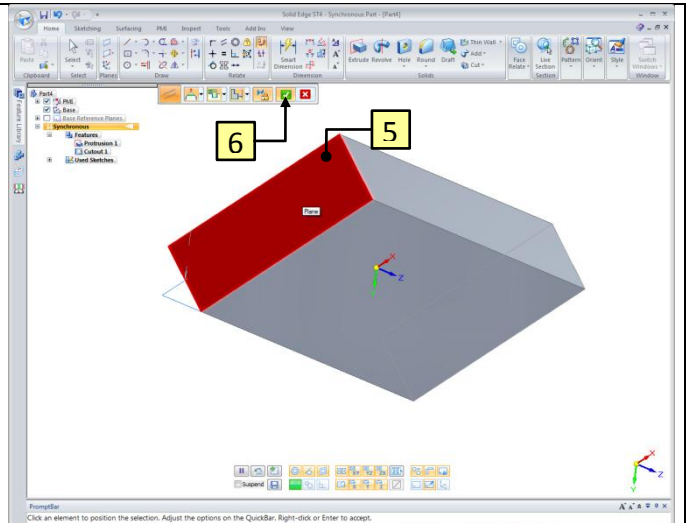 Solid Edge ST4 - Synchronous Part - [Part4]
Home Sketching Surfacing PMI Inspect Tools Add Ins View
Paste Select Smart Dimension Extrude Revolve Hole Round Draft Thin Wall Add Cut Face Relate Live Section Pattern Orient Style Switch Windows
Clipboard Select Planes Draw Relate Dimension Solids Section Window
Feature Library
Part4
PMI
Base
Base Reference Planes
Synchronous
Features
Protrusion 1
Cutout 1
Used Sketches
6
5
Plane
X
Z
Y
X
Z
Y
Suspend
PromptBar
Click an element to position the selection. Adjust the options on the QuickBar. Right-click or Enter to accept.